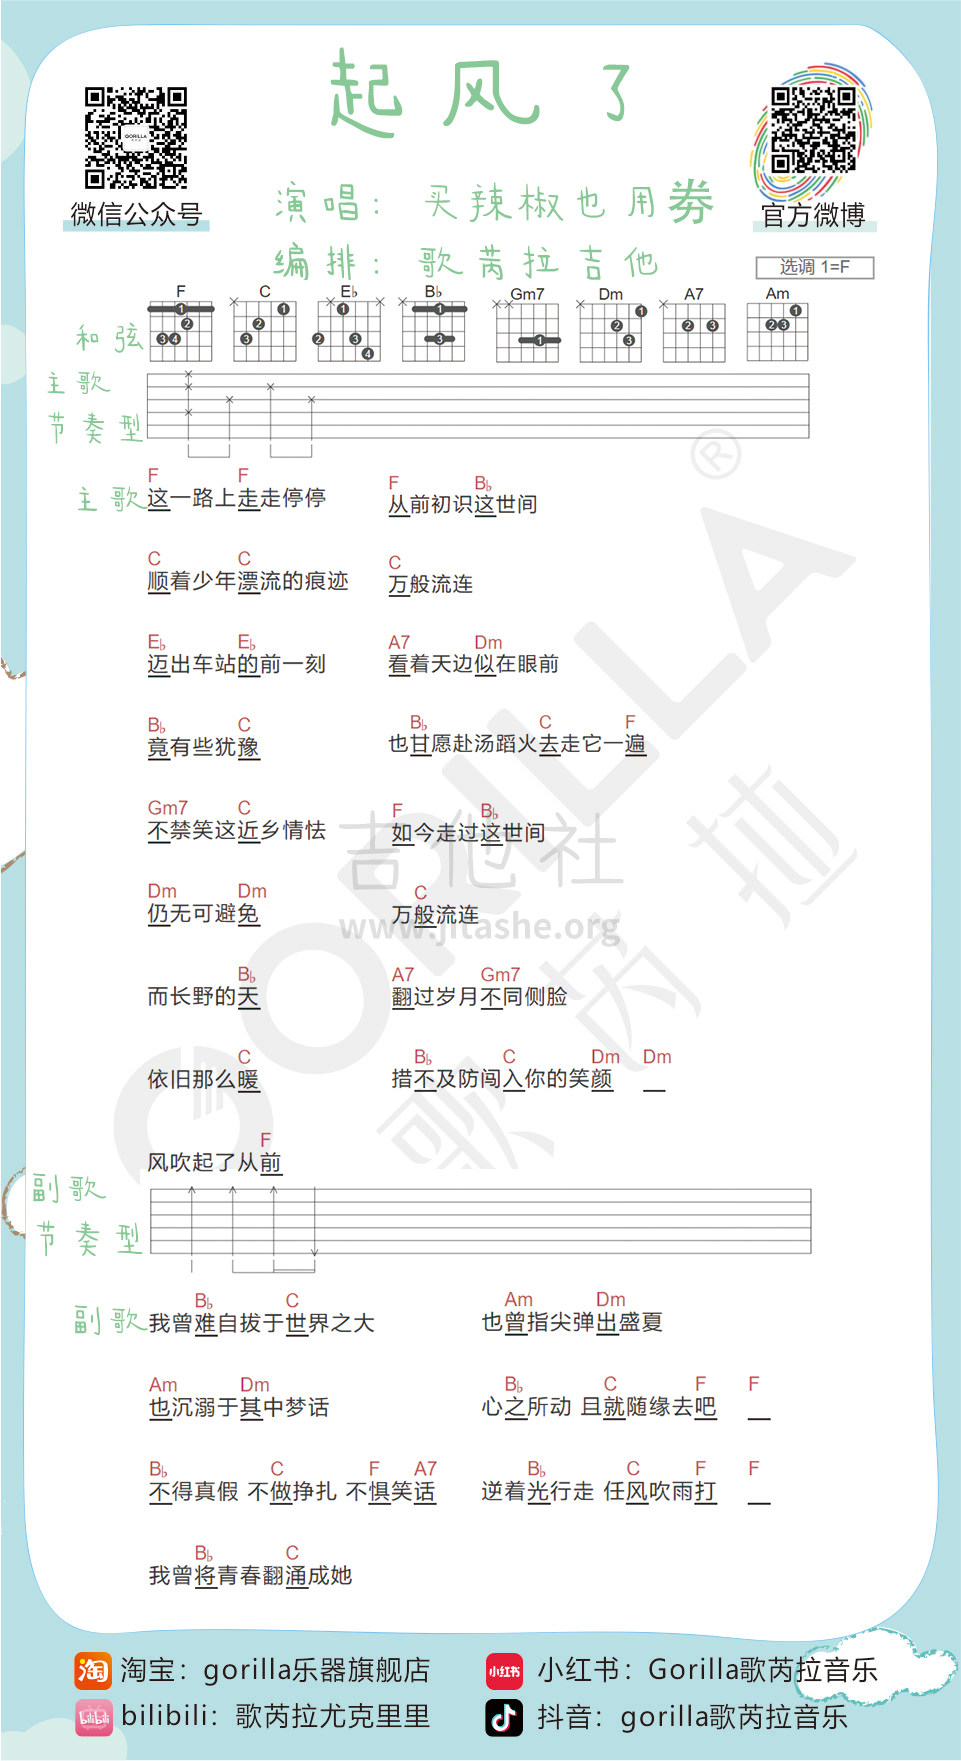 起风了
GORILLA
微信公众号
官方微博
演唱：买辣椒也用劵
编排：歌芮拉吉他
选调 1=F
F C E♭ B♭ Gm7 Dm A7 Am
和弦
主歌
节奏型
F F
主歌 这一路上走走停停
C C
顺着少年漂流的痕迹
E♭ E♭
迈出车站的前一刻
B♭ C
竟有些犹豫
Gm7 C
不禁笑这近乡情怯
Dm Dm
仍无可避免
B♭
而长野的天
C
依旧那么暖
F
风吹起了从前
F B♭
从前初识这世间
C
万般流连
A7 Dm
看着天边似在眼前
B♭ C F
也甘愿赴汤蹈火去走它一遍
F B♭
如今走过这世间
C
万般流连
A7 Gm7
翻过岁月不同侧脸
B♭ C Dm Dm
措不及防闯入你的笑颜
GORILLA®
歌芮拉
吉他社
www.jitashe.org
副歌
节奏型
B♭ C
副歌 我曾难自拔于世界之大
Am Dm
也沉溺于其中梦话
B♭ C F A7
不得真假 不做挣扎 不惧笑话
B♭ C
我曾将青春翻涌成她
Am Dm
也曾指尖弹出盛夏
B♭ C F F
心之所动 且就随缘去吧
B♭ C F F
逆着光行走 任风吹雨打
淘 淘宝：gorilla乐器旗舰店
小红书 小红书：Gorilla歌芮拉音乐
bilibili bilibili：歌芮拉尤克里里
抖音：gorilla歌芮拉音乐